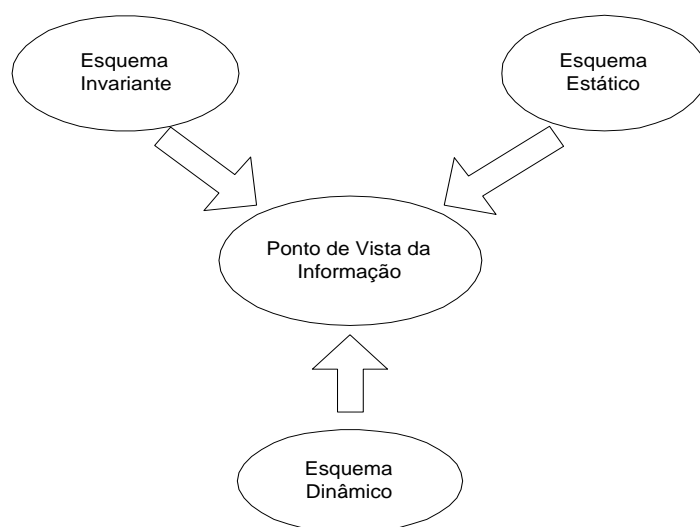 Esquema
Invariante
Esquema
Estático
Ponto de Vista da
Informação
Esquema
Dinâmico